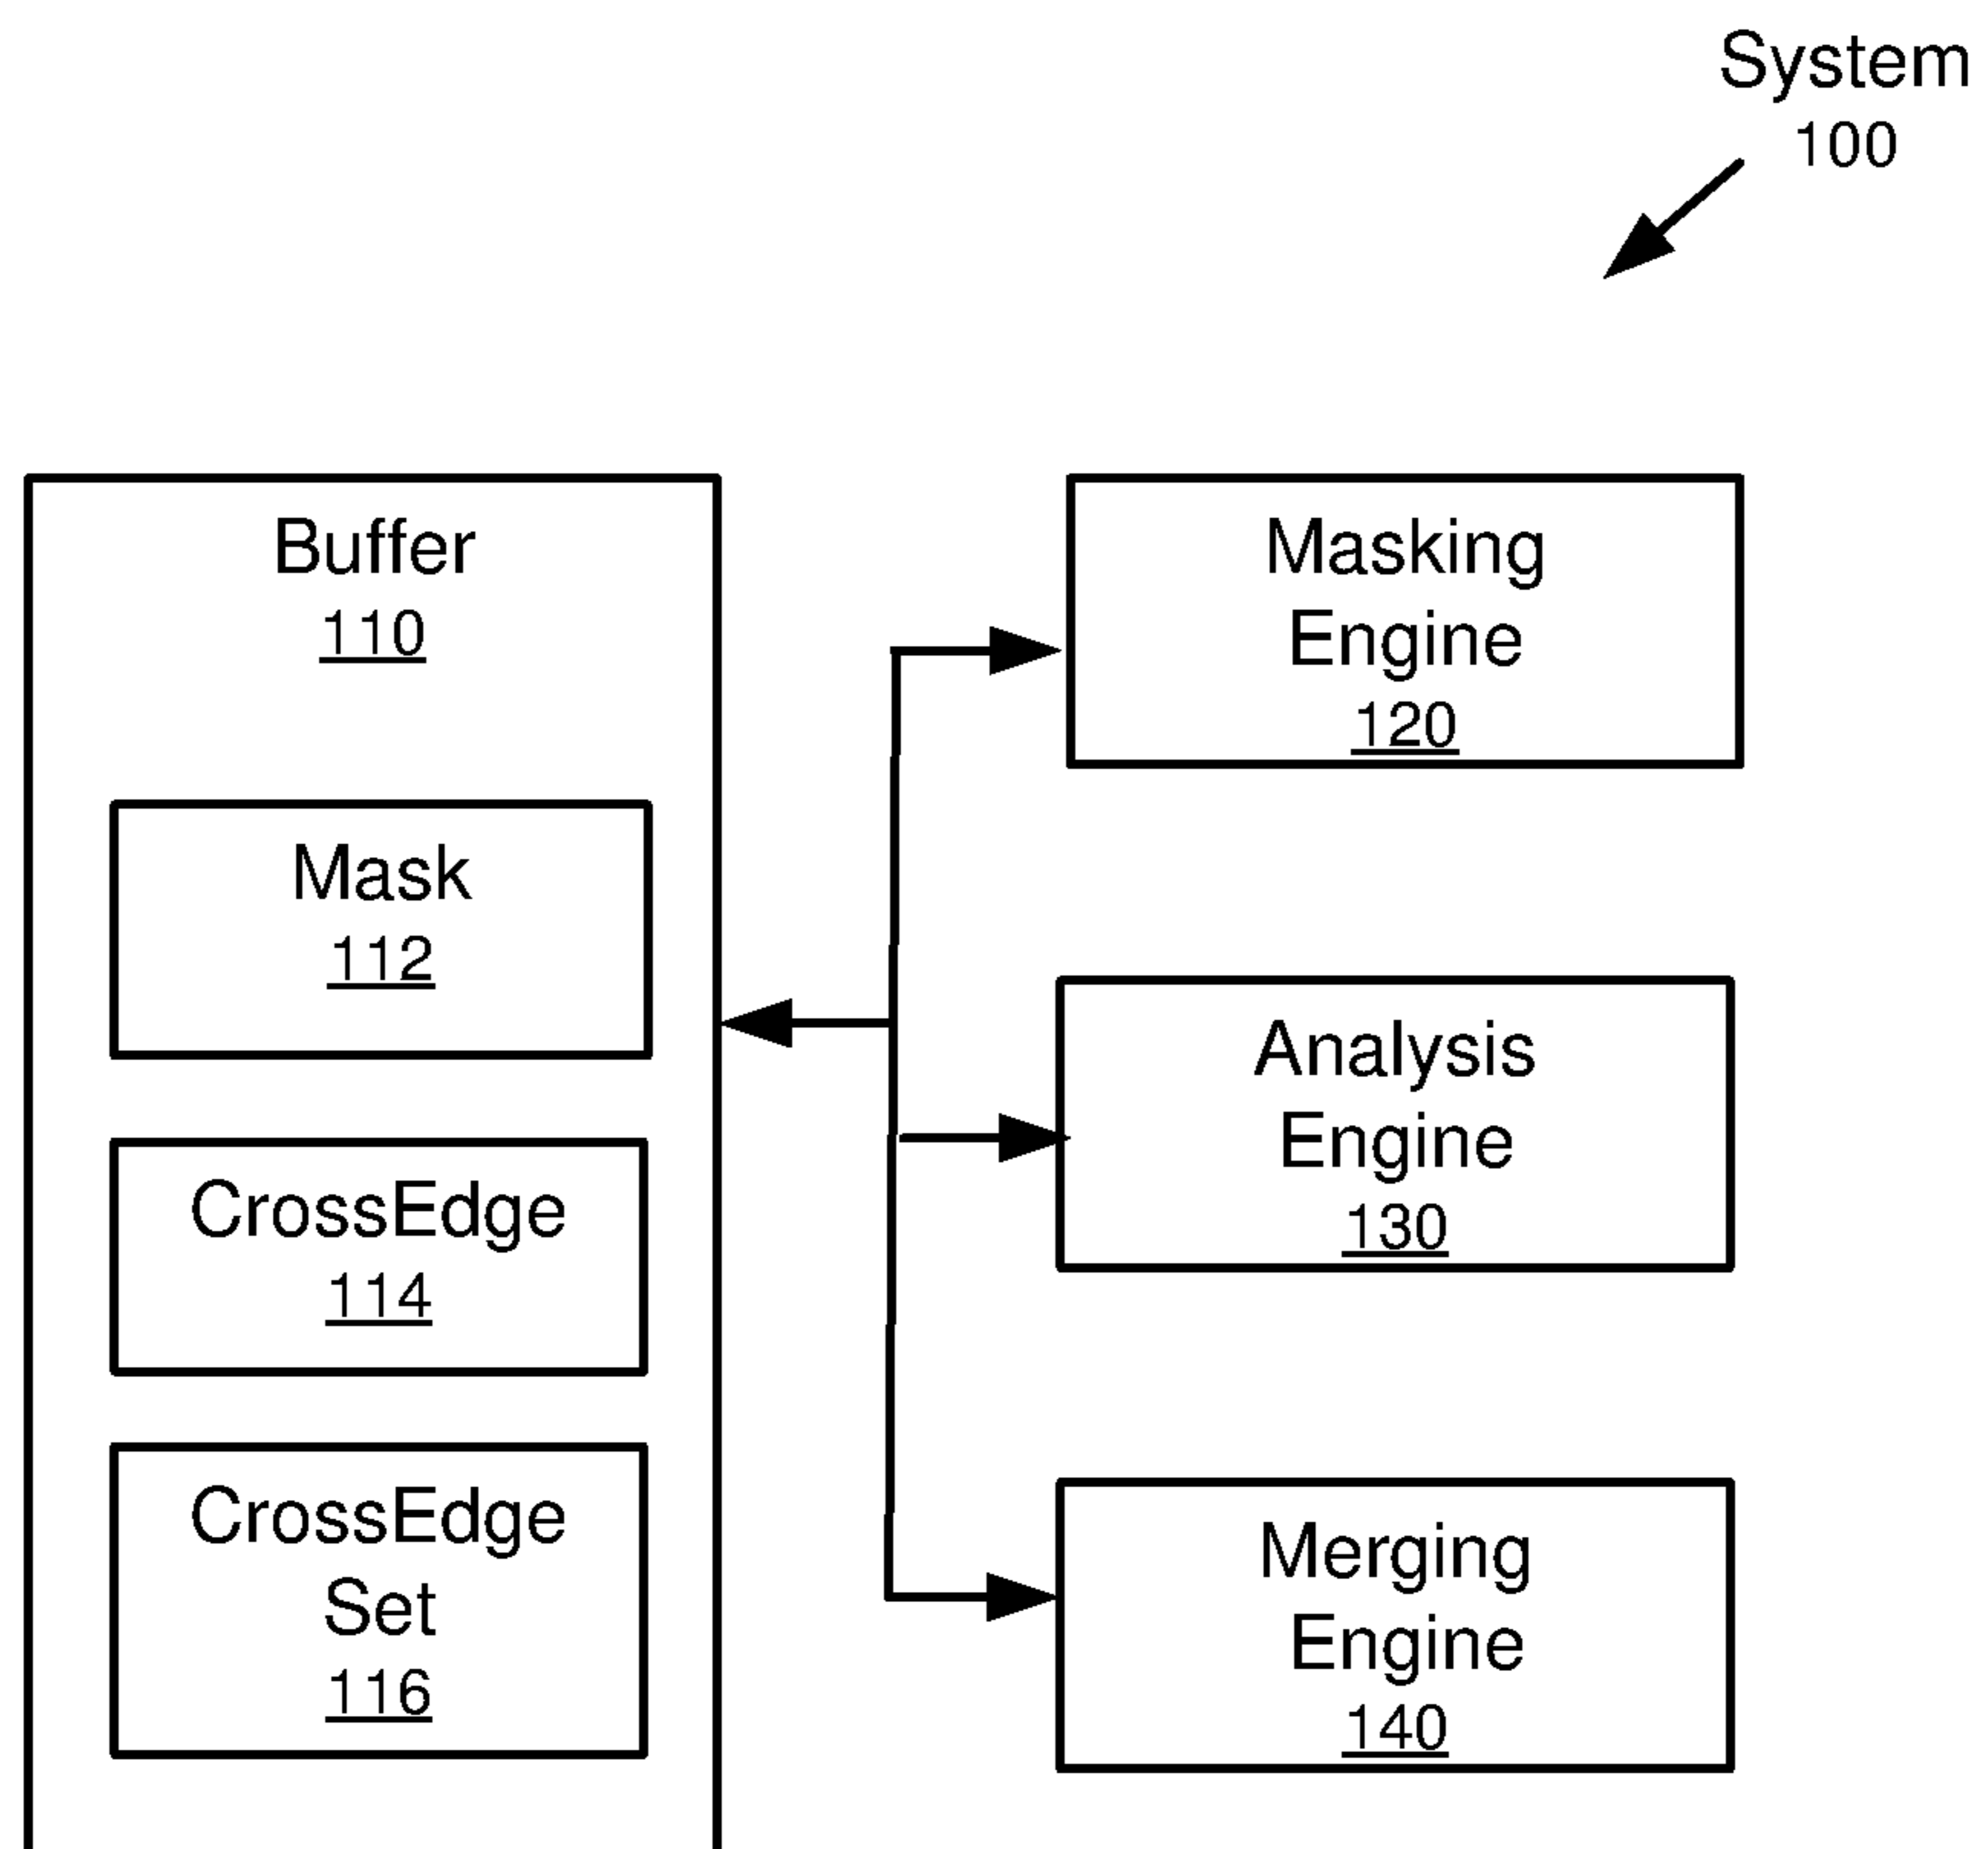 System
100
Buffer
110
Mask
112
CrossEdge
114
CrossEdge
Set
116
Masking
Engine
120
Analysis
Engine
130
Merging
Engine
140